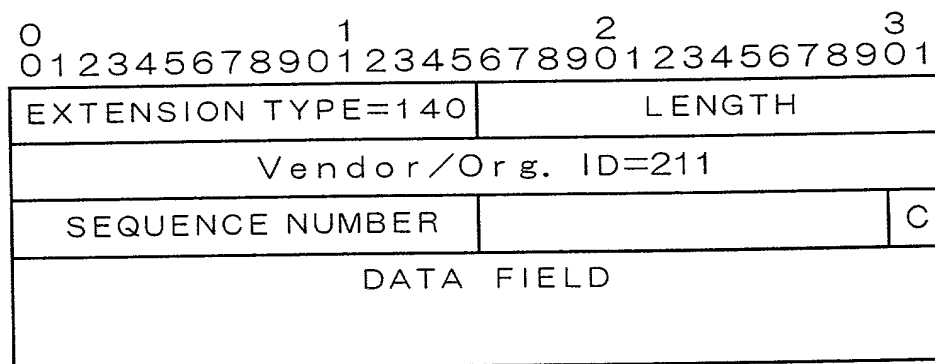 0 1 2 3
01234567890123456789012345678901
EXTENSION TYPE=140 LENGTH
Vendor/Org. ID=211
SEQUENCE NUMBER C
DATA FIELD